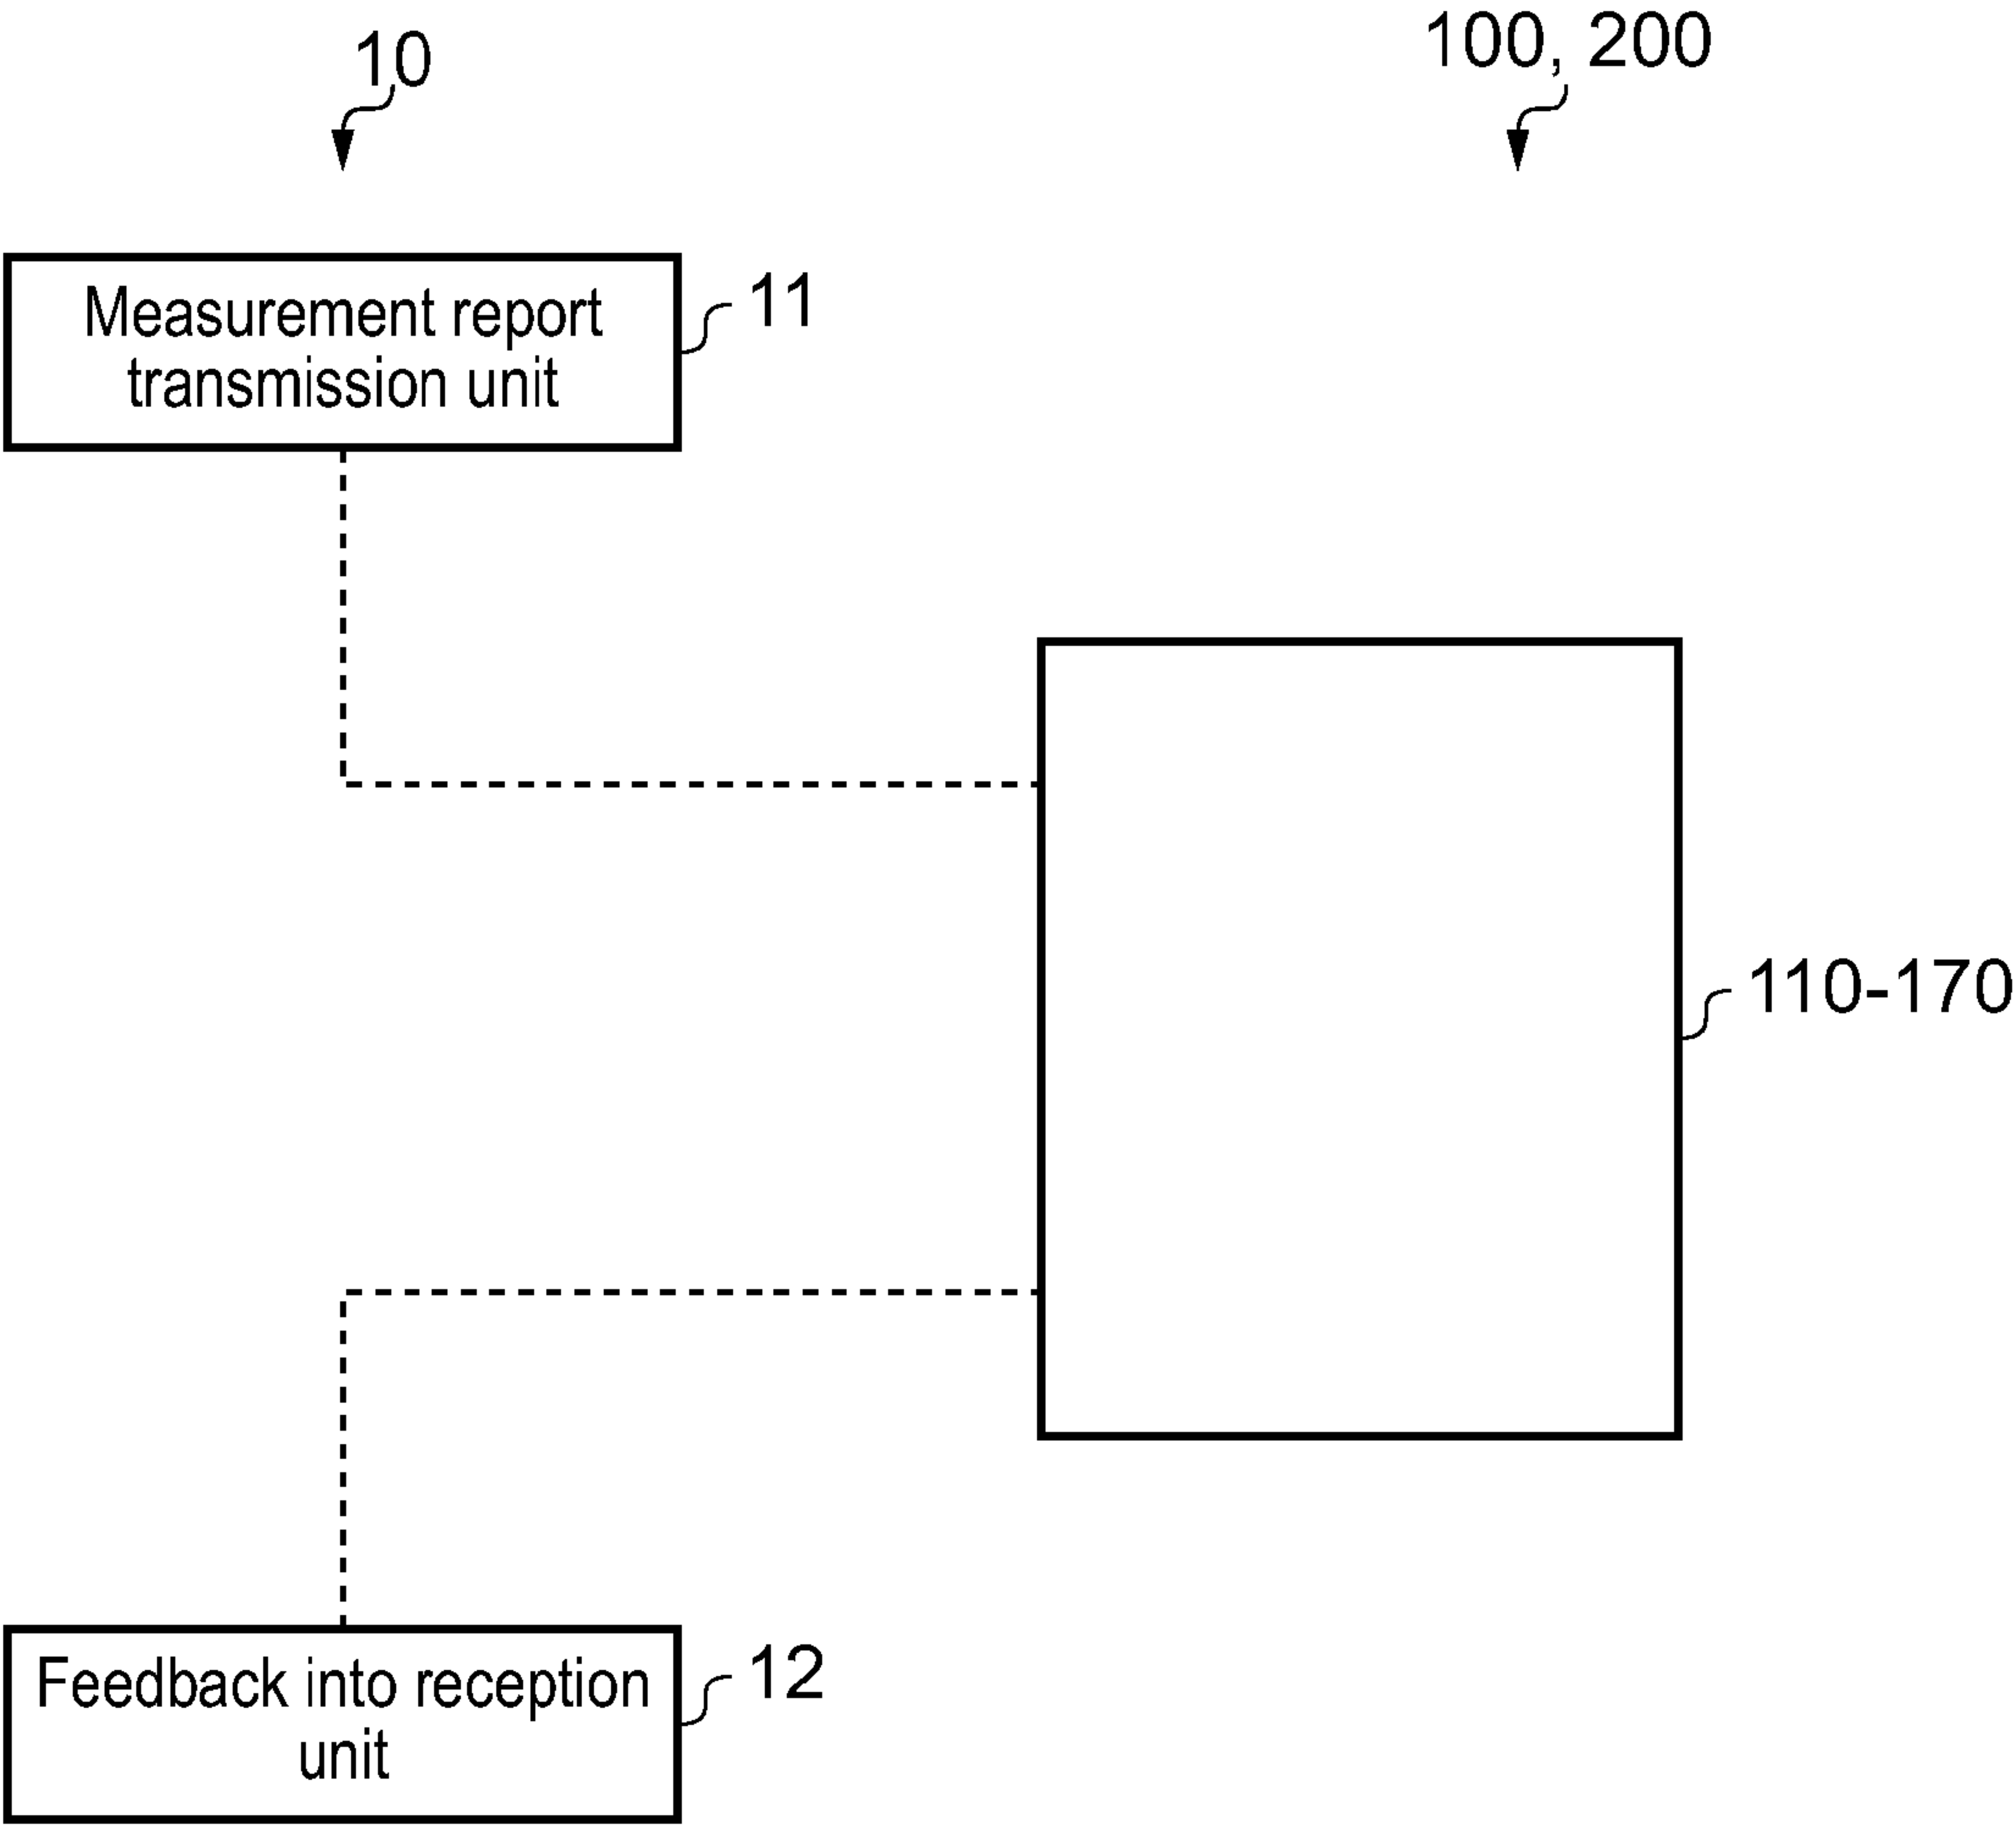 10
100, 200
Measurement report
transmission unit
11
110-170
Feedback into reception
unit
12